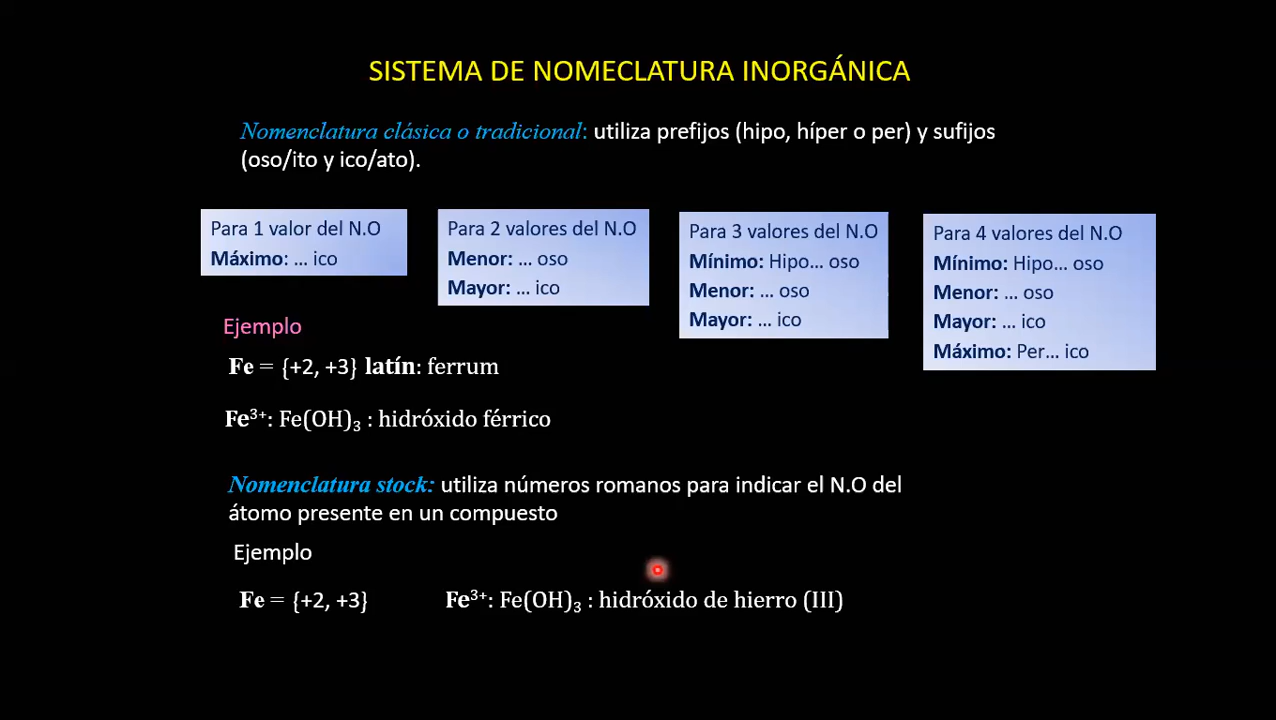 SISTEMA DE NOMECLATURA INORGÁNICA
Nomenclatura clásica o tradicional: utiliza prefijos (hipo, híper o per) y sufijos
(oso/ito y ico/ato).
Para 1 valor del N.O
Máximo: ... ico
Para 2 valores del N.O
Menor: ... oso
Mayor: ... ico
Para 3 valores del N.O
Mínimo: Hipo... oso
Menor: ... oso
Mayor: ... ico
Para 4 valores del N.O
Mínimo: Hipo... oso
Menor: ... oso
Mayor: ... ico
Máximo: Per... ico
Ejemplo
Fe = {+2, +3} latín: ferrum
Fe³⁺: Fe(OH)₃ : hidróxido férrico
Nomenclatura stock: utiliza números romanos para indicar el N.O del
átomo presente en un compuesto
Ejemplo
Fe = {+2, +3} Fe³⁺: Fe(OH)₃ : hidróxido de hierro (III)